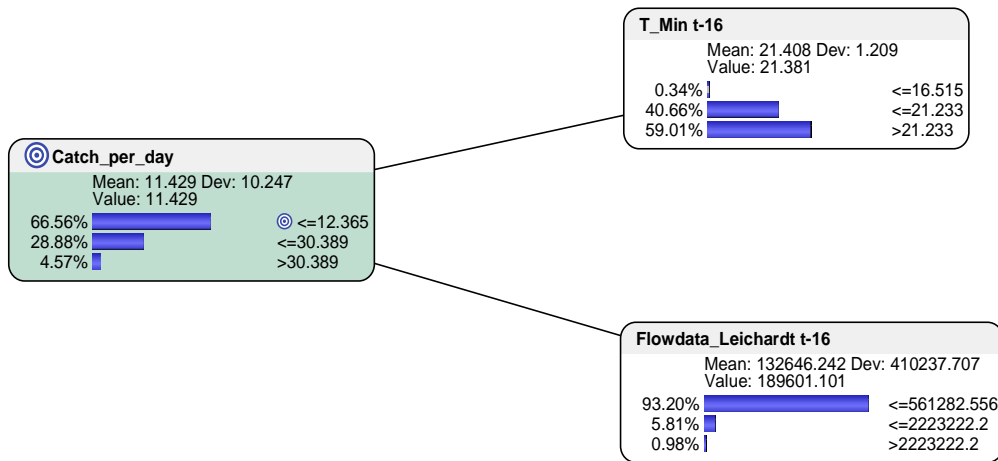 T_Min t-16
Mean: 21.408 Dev: 1.209
Value: 21.381
0.34% <=16.515
40.66% <=21.233
59.01% >21.233
Catch_per_day
Mean: 11.429 Dev: 10.247
Value: 11.429
66.56% <=12.365
28.88% <=30.389
4.57% >30.389
Flowdata_Leichardt t-16
Mean: 132646.242 Dev: 410237.707
Value: 189601.101
93.20% <=561282.556
5.81% <=2223222.2
0.98% >2223222.2